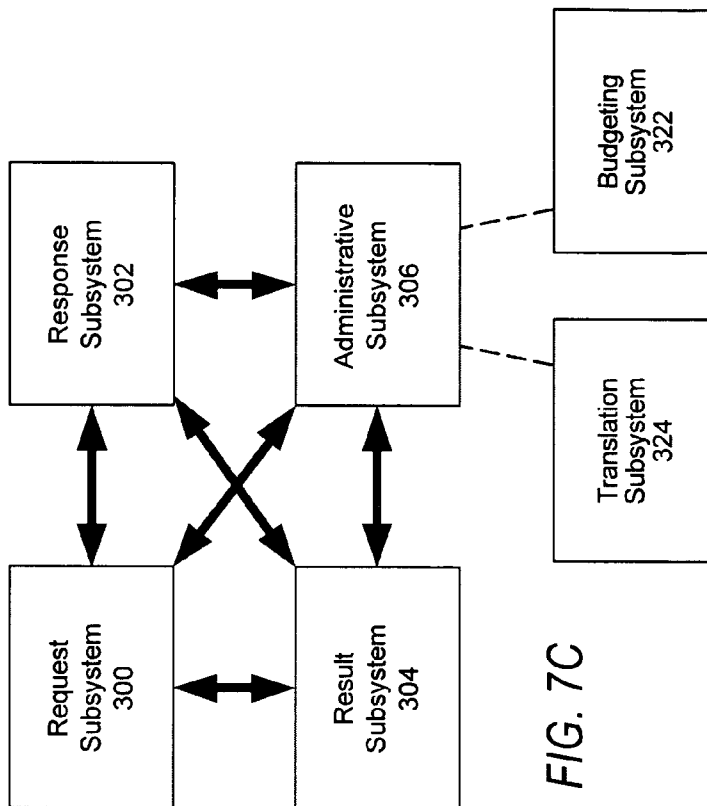 Request
Subsystem
300
Response
Subsystem
302
Result
Subsystem
304
Administrative
Subsystem
306
Translation
Subsystem
324
Budgeting
Subsystem
322
FIG. 7C